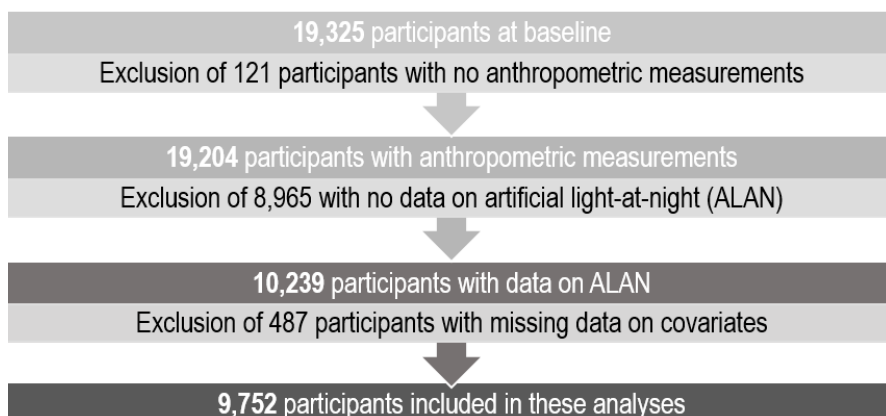 19,325 participants at baseline
Exclusion of 121 participants with no anthropometric measurements
19,204 participants with anthropometric measurements
Exclusion of 8,965 with no data on artificial light-at-night (ALAN)
10,239 participants with data on ALAN
Exclusion of 487 participants with missing data on covariates
9,752 participants included in these analyses